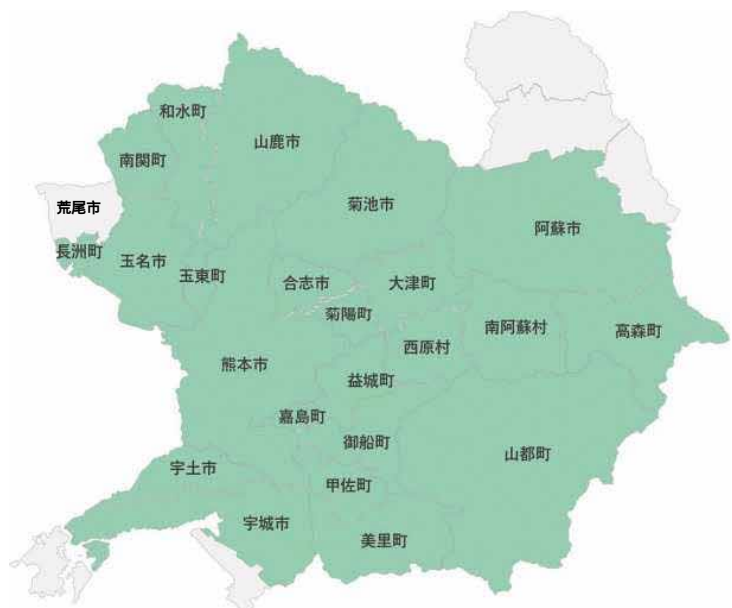 和水町
山鹿市
南関町
荒尾市
菊池市
阿蘇市
長洲町
玉名市
玉東町
合志市
大津町
菊陽町
南阿蘇村
高森町
西原村
熊本市
益城町
嘉島町
御船町
山都町
宇土市
甲佐町
宇城市
美里町